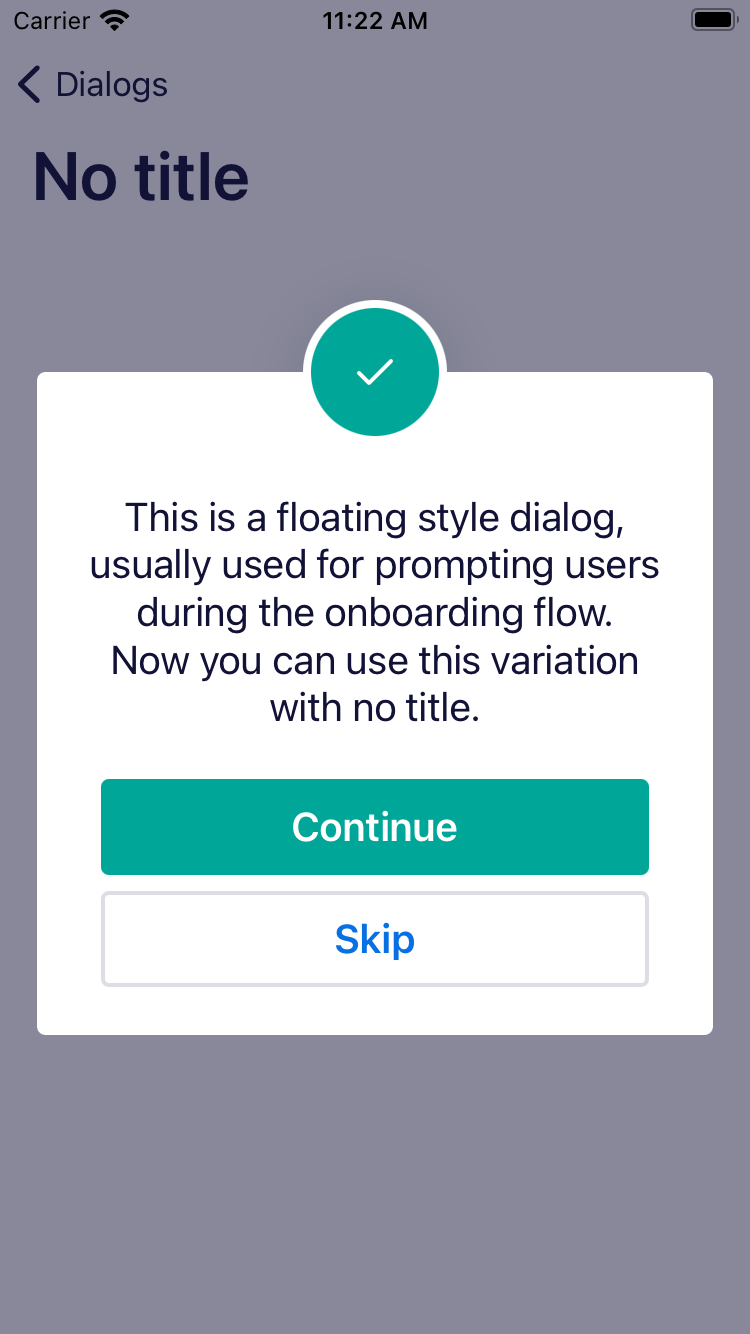 Carrier 11:22 AM
Dialogs
No title
This is a floating style dialog,
usually used for prompting users
during the onboarding flow.
Now you can use this variation
with no title.
Continue
Skip